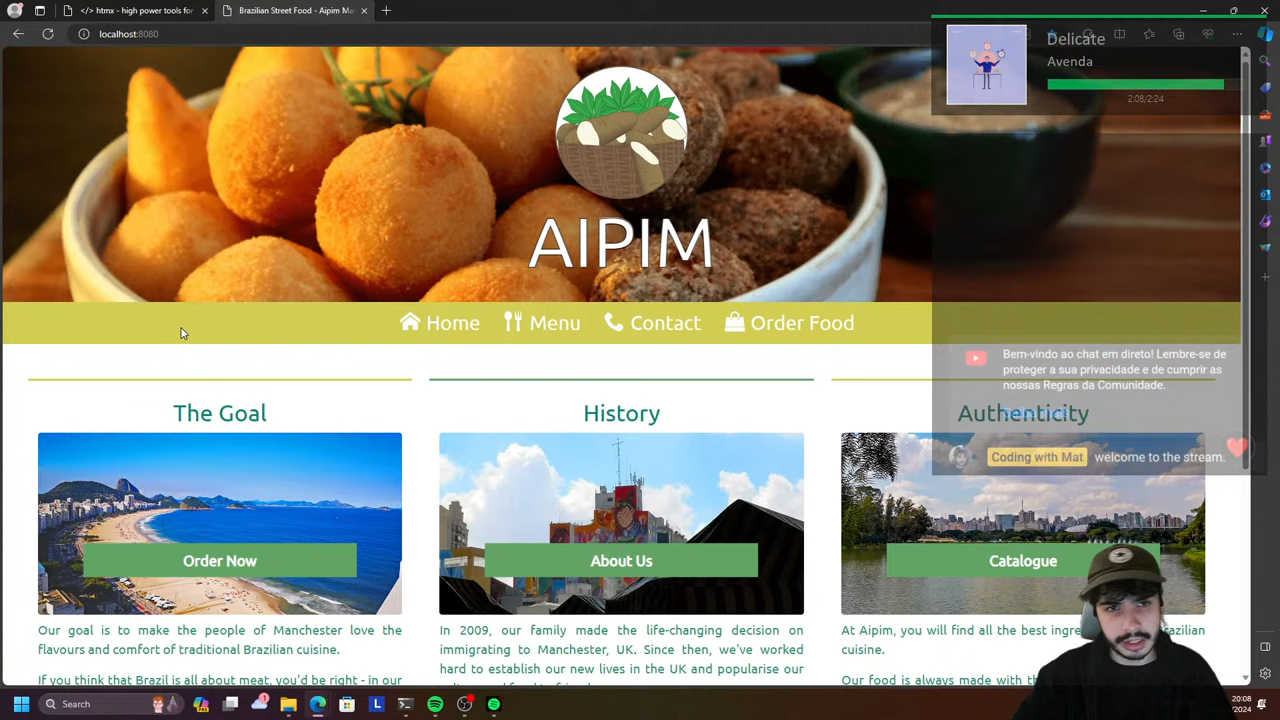 </> htmx - high power tools for
Brazilian Street Food - Aipim Ma
localhost:8080
Delicate
Avenda
2:08/2:24
AIPIM
Home
Menu
Contact
Order Food
Bem-vindo ao chat em direto! Lembre-se de
proteger a sua privacidade e de cumprir as
nossas Regras da Comunidade.
Coding with Mat welcome to the stream.
The Goal
Order Now
Our goal is to make the people of Manchester love the
flavours and comfort of traditional Brazilian cuisine.
If you think that Brazil is all about meat, you'd be right - in our
History
About Us
In 2009, our family made the life-changing decision on
immigrating to Manchester, UK. Since then, we've worked
hard to establish our new lives in the UK and popularise our
Authenticity
Catalogue
At Aipim, you will find all the best
cuisine.
Our food is always made with the
Search
20:08